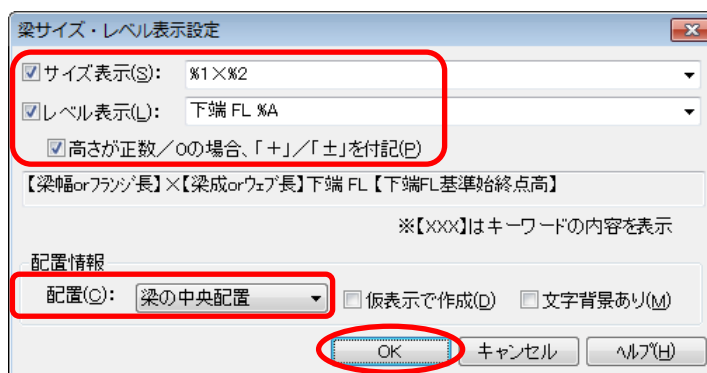 梁サイズ・レベル表示設定
サイズ表示(S): %1×%2
レベル表示(L): 下端 FL %A
高さが正数/0の場合、「+」/「±」を付記(P)
【梁幅orフランジ長】×【梁成orウェブ長】下端 FL 【下端FL基準始終点高】
※【XXX】はキーワードの内容を表示
配置情報
配置(C): 梁の中央配置 仮表示で作成(D) 文字背景あり(M)
OK キャンセル ヘルプ(H)